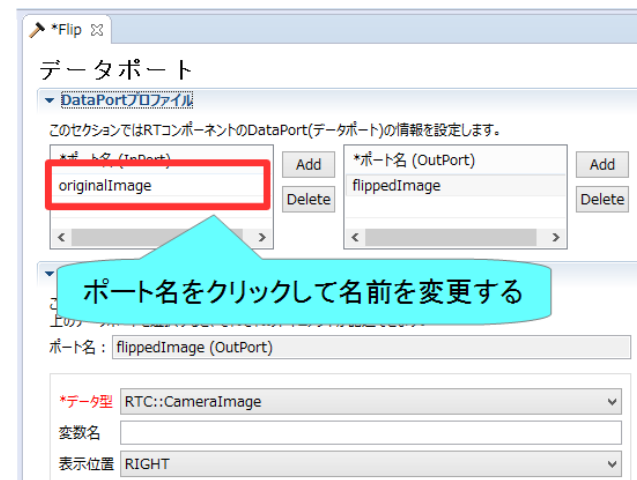 *Flip
データポート
DataPortプロファイル
このセクションではRTコンポーネントのDataPort(データポート)の情報を設定します。
*ポート名 (InPort)
Add
*ポート名 (OutPort)
Add
originalImage
Delete
flippedImage
Delete
ポート名をクリックして名前を変更する
ポート名：
flippedImage (OutPort)
*データ型
RTC::CameraImage
変数名
表示位置
RIGHT